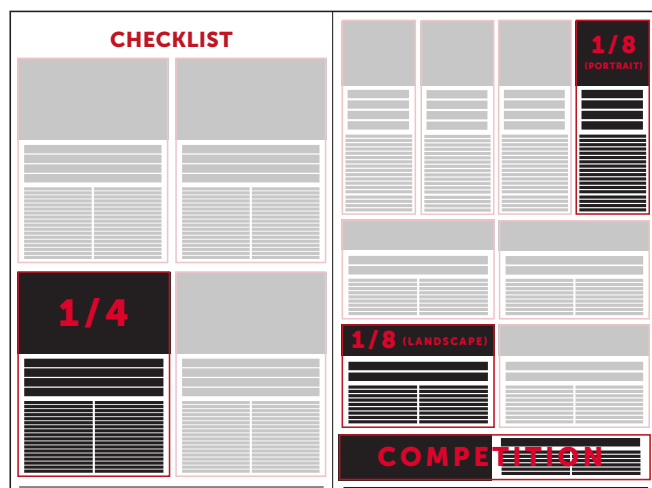 CHECKLIST
1/4
1/8
(PORTRAIT)
1/8 (LANDSCAPE)
COMPETITION